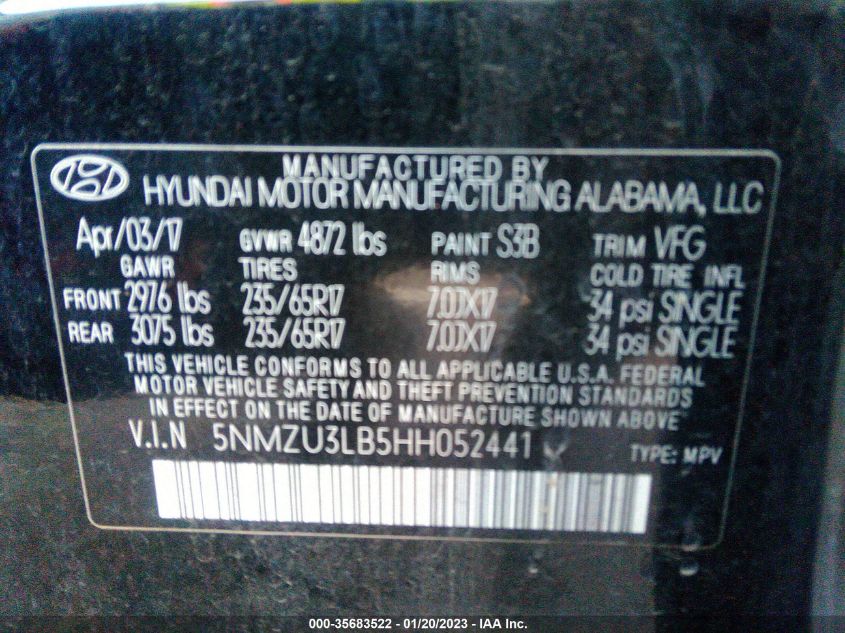 MANUFACTURED BY
HYUNDAI MOTOR MANUFACTURING ALABAMA, LLC
Apr/03/17 GVWR 4872 lbs PAINT S3B TRIM VFG
GAWR TIRES RIMS COLD TIRE INFL
FRONT 2976 lbs 235/65R17 7.0JX17 34 psi SINGLE
REAR 3075 lbs 235/65R17 7.0JX17 34 psi SINGLE
THIS VEHICLE CONFORMS TO ALL APPLICABLE U.S.A. FEDERAL
MOTOR VEHICLE SAFETY AND THEFT PREVENTION STANDARDS
IN EFFECT ON THE DATE OF MANUFACTURE SHOWN ABOVE.
V.I.N 5NMZU3LB5HH052441 TYPE: MPV
000-35683522 - 01/20/2023 - IAA Inc.